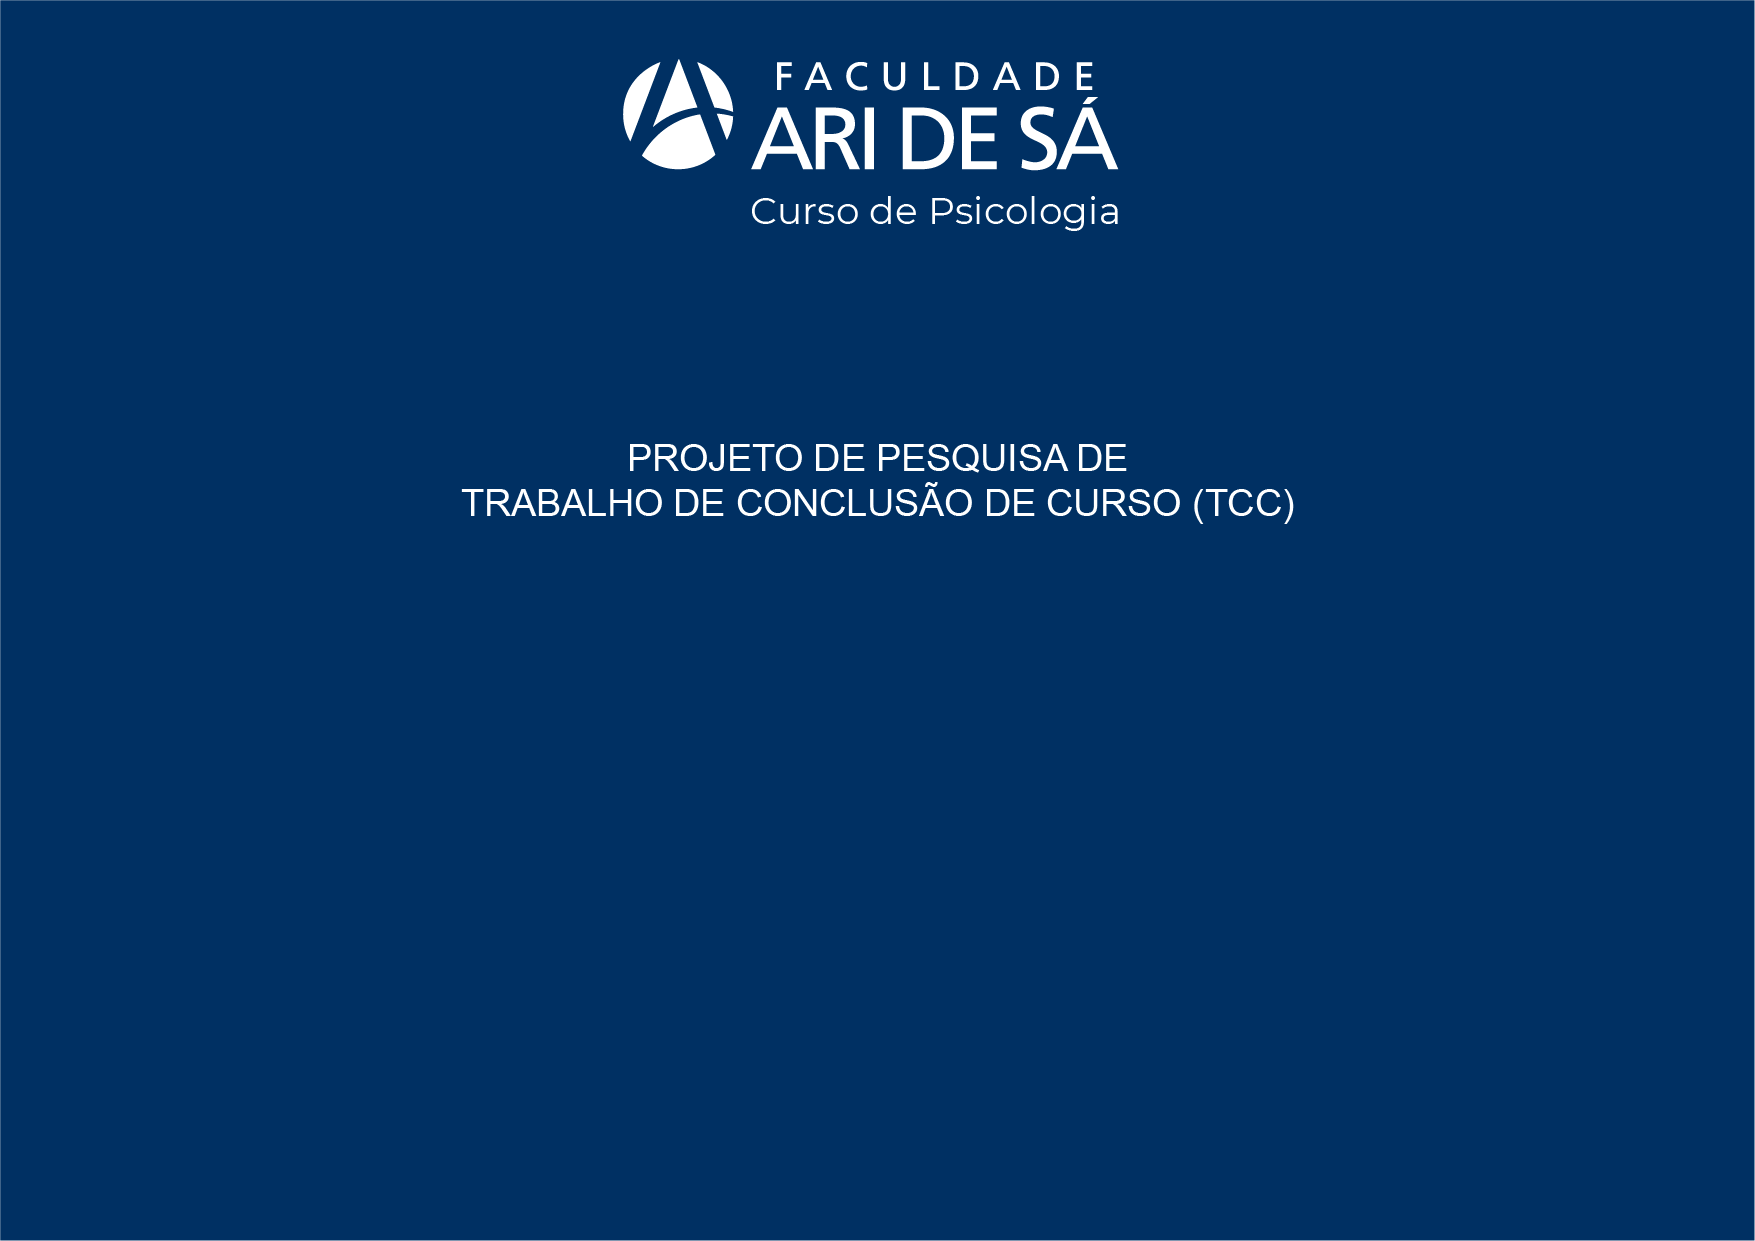 FACULDADE
ARI DE SÁ
Curso de Psicologia
PROJETO DE PESQUISA DE
TRABALHO DE CONCLUSÃO DE CURSO (TCC)